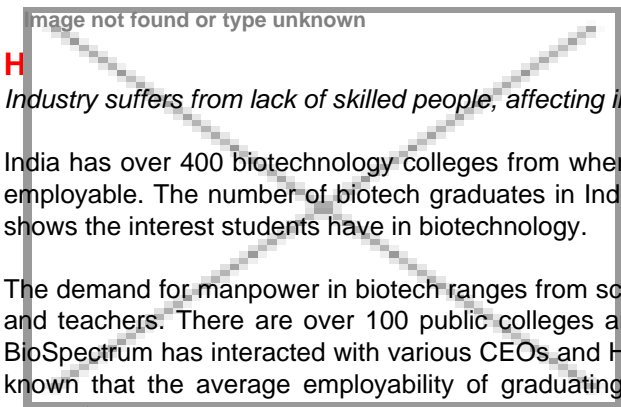 Image not found or type unknown
H
Industry suffers from lack of skilled people, affecting
India has over 400 biotechnology colleges from
employable. The number of biotech graduates in
shows the interest students have in biotechnology.
The demand for manpower in biotech ranges from
and teachers. There are over 100 public colleges
BioSpectrum has interacted with various CEOs and
known that the average employability of graduating